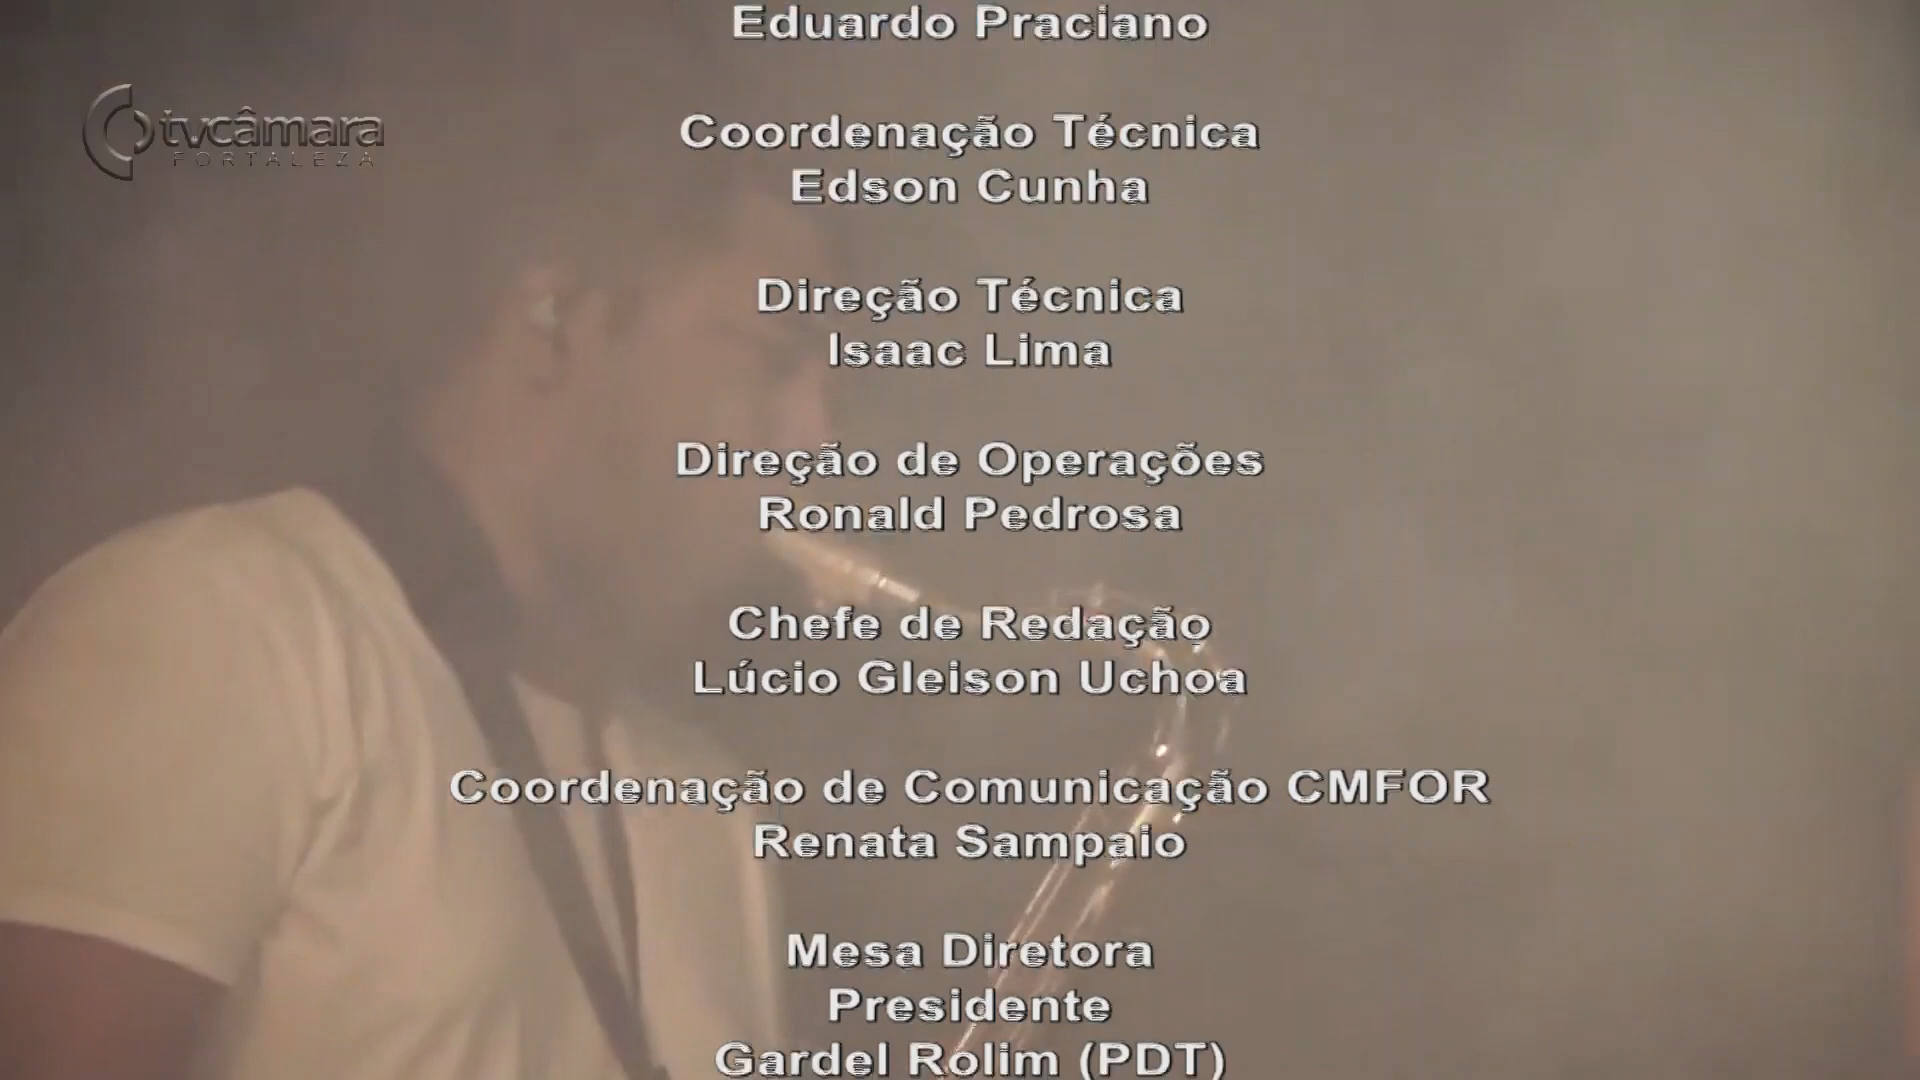 Eduardo Praciano
tvcâmara
FORTALEZA
Coordenação Técnica
Edson Cunha
Direção Técnica
Isaac Lima
Direção de Operações
Ronald Pedrosa
Chefe de Redação
Lúcio Gleison Uchoa
Coordenação de Comunicação CMFOR
Renata Sampaio
Mesa Diretora
Presidente
Gardel Rolim (PDT)